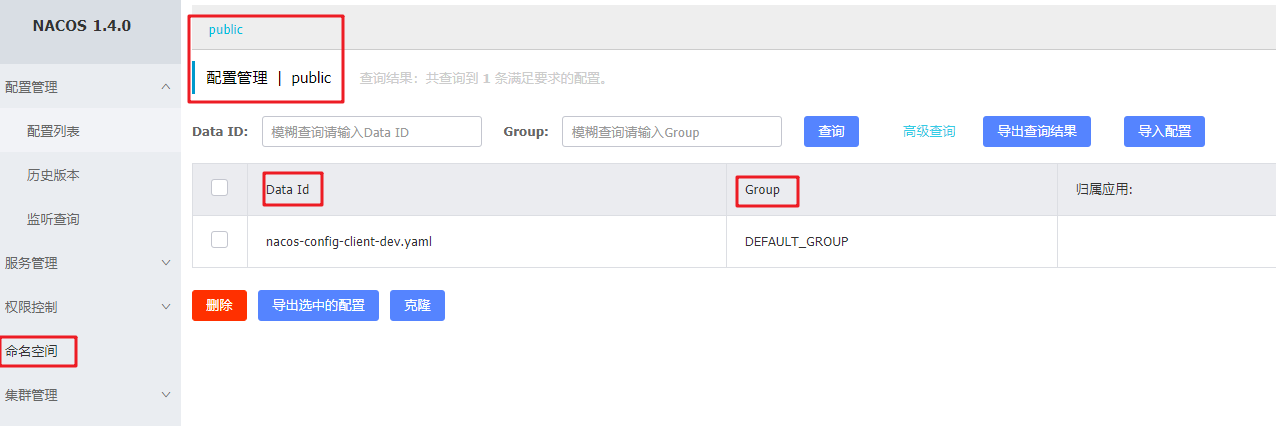 NACOS 1.4.0
public
配置管理
配置管理 | public 查询结果：共查询到 1 条满足要求的配置。
配置列表
Data ID: 模糊查询请输入Data ID Group: 模糊查询请输入Group 查询 高级查询 导出查询结果 导入配置
历史版本
Data Id Group 归属应用:
监听查询
nacos-config-client-dev.yaml DEFAULT_GROUP
服务管理
权限控制
删除 导出选中的配置 克隆
命名空间
集群管理